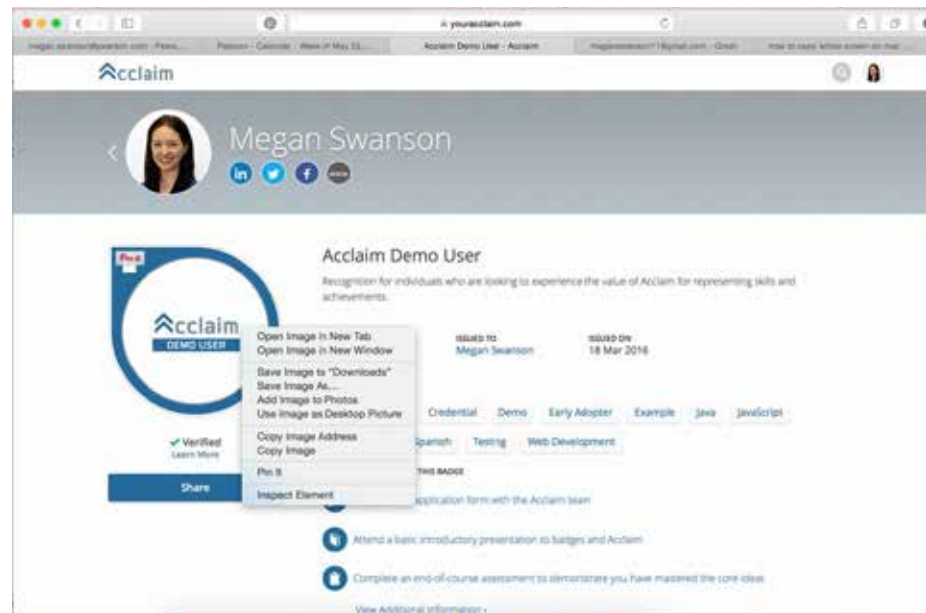 youracclaim.com
Acclaim Demo User - Acclaim
Acclaim
Megan Swanson
in
Acclaim Demo User
Recognition for individuals who are looking to experience the value of Acclaim for representing skills and
achievements.
Acclaim
DEMO USER
ISSUED TO
ISSUED ON
Megan Swanson
18 Mar 2016
Open Image in New Tab
Open Image in New Window
Save Image to "Downloads"
Save Image As...
Add Image to Photos
Use Image as Desktop Picture
Copy Image Address
Copy Image
Pin It
Inspect Element
Credential Demo Early Adopter Example Java JavaScript
Spanish Testing Web Development
Verified
Learn More
Share
THIS BADGE
application form with the Acclaim team
Attend a basic introductory presentation to badges and Acclaim
Complete an end-of-course assessment to demonstrate you have mastered the core ideas
View Additional Information ›